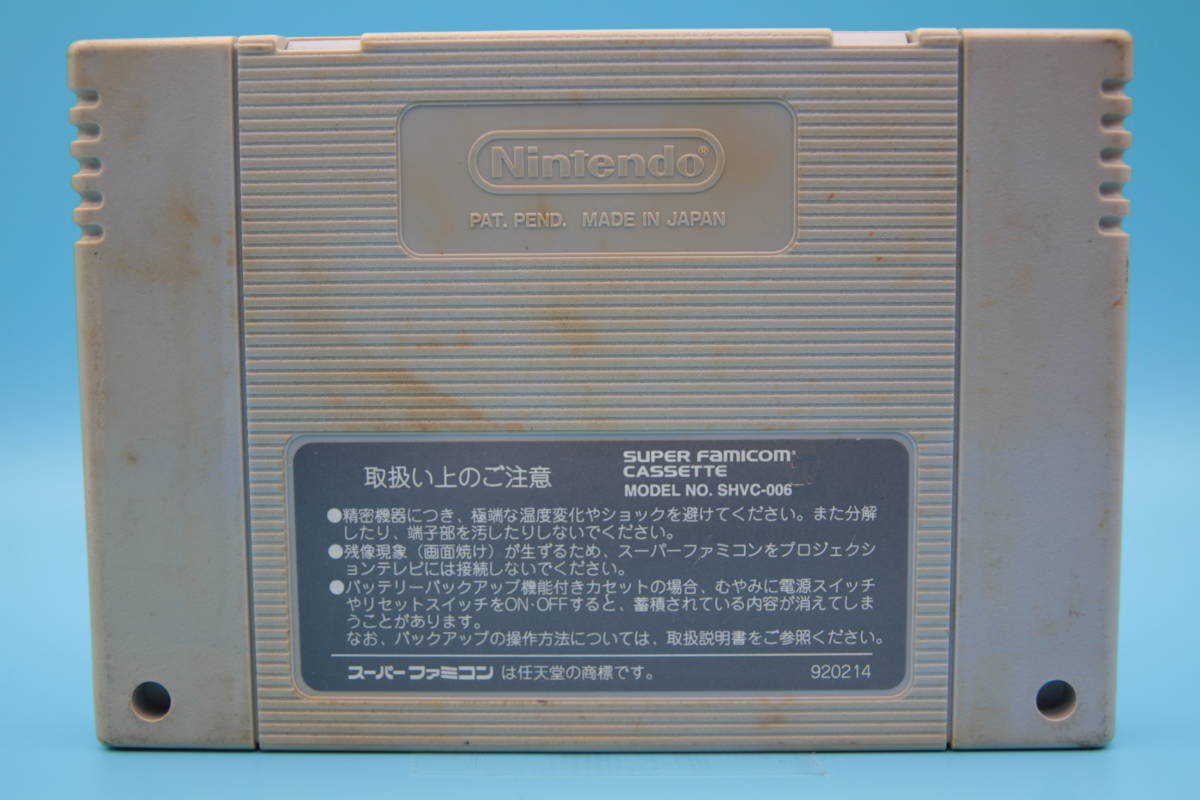 Nintendo®
PAT. PEND. MADE IN JAPAN
取扱い上のご注意
SUPER FAMICOM
CASSETTE
MODEL NO. SHVC-006
●精密機器につき、極端な温度変化やショックを避けてください。また分解
したり、端子部を汚したりしないでください。
●残像現象（画面焼け）が生ずるため、スーパーファミコンをプロジェクシ
ョンテレビには接続しないでください。
●バッテリーバックアップ機能付きカセットの場合、むやみに電源スイッチ
やリセットスイッチをON･OFFすると、蓄積されている内容が消えてしま
うことがあります。
なお、バックアップの操作方法については、取扱説明書をご参照ください。
スーパーファミコンは任天堂の商標です。 920214